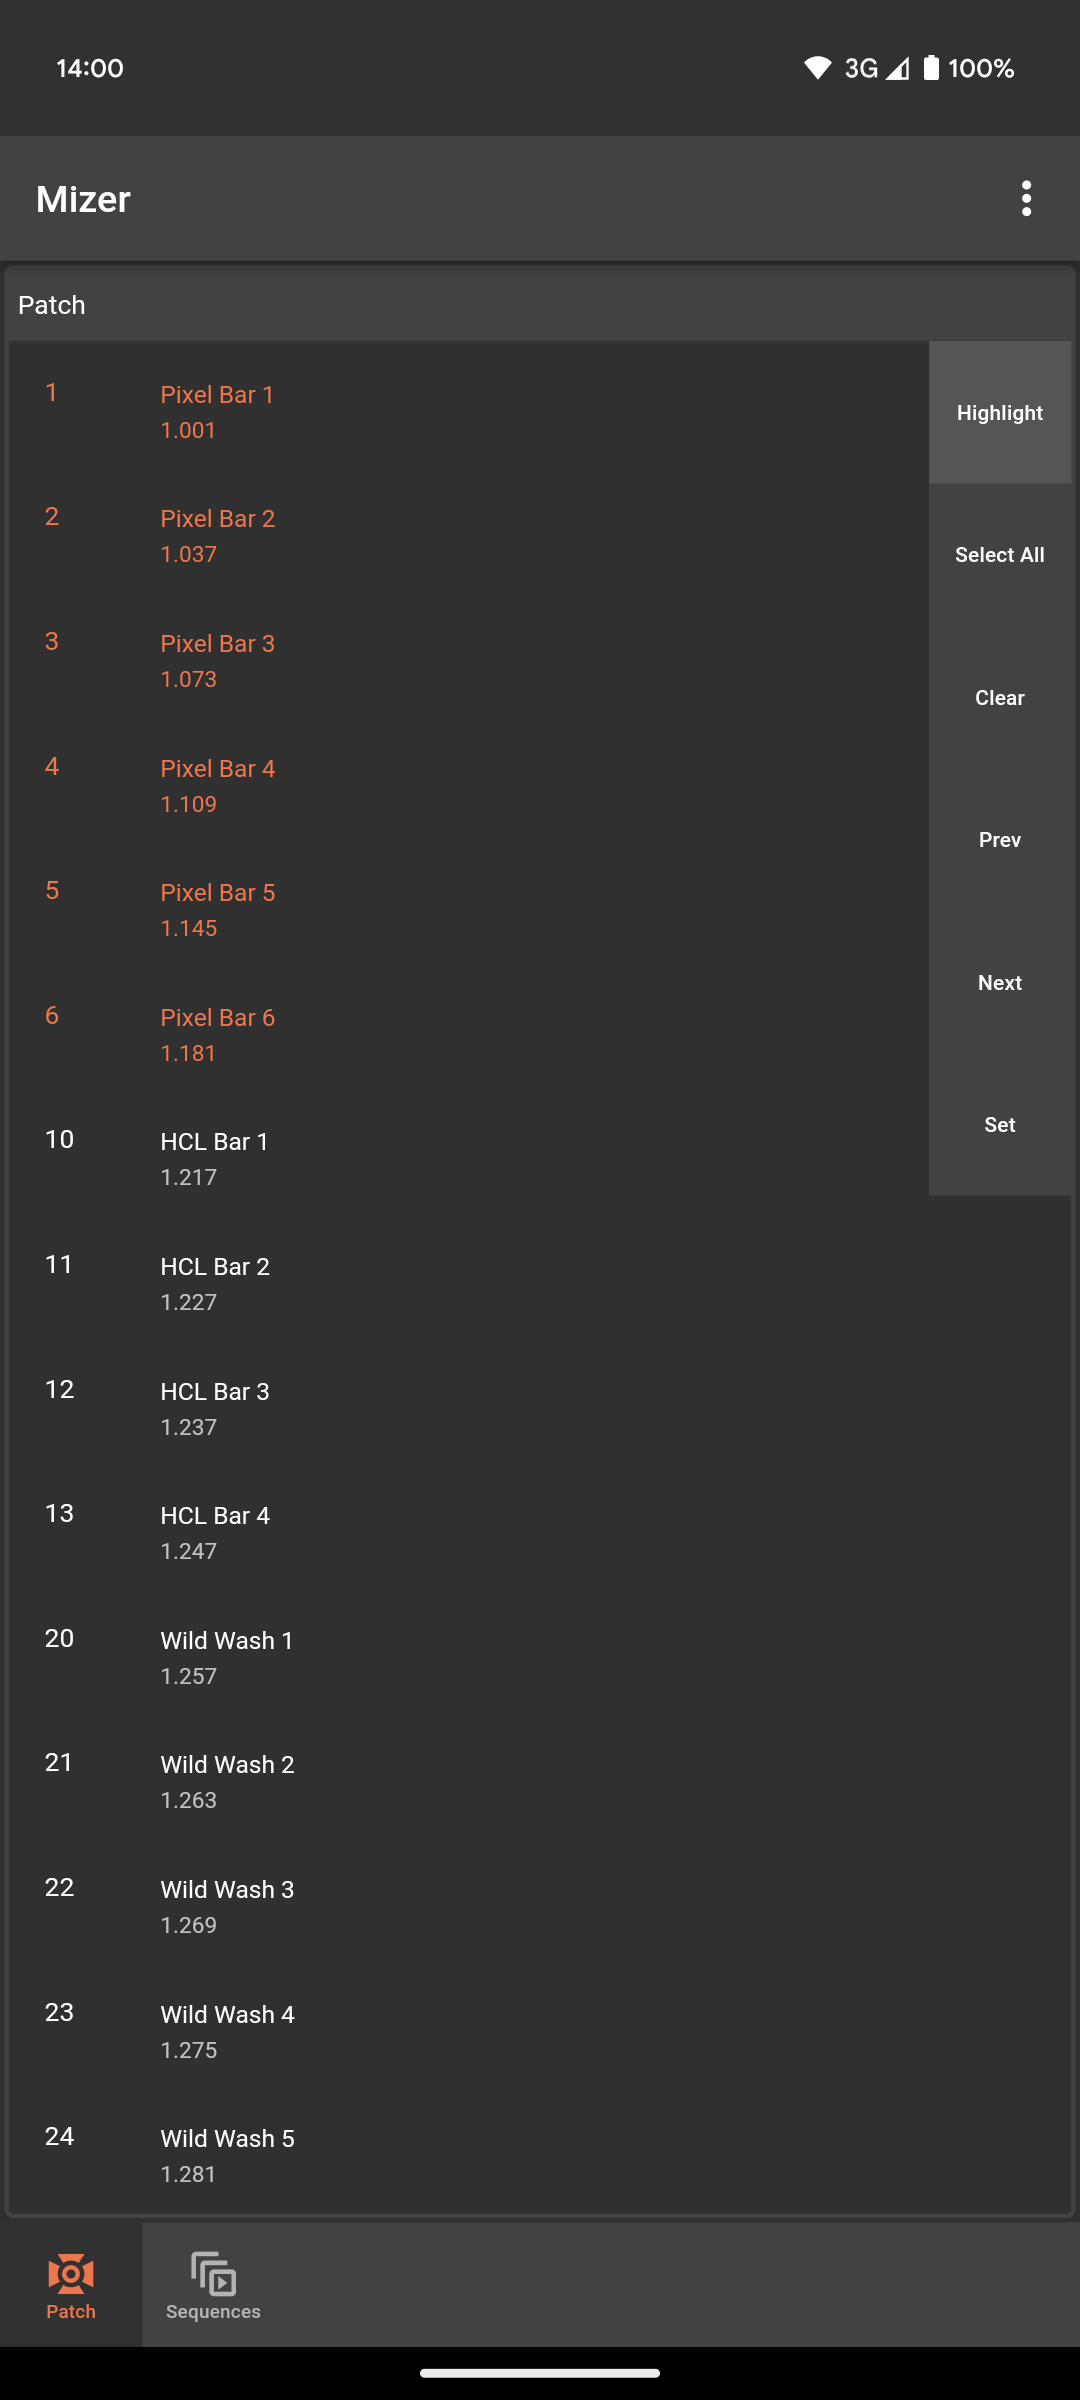 14:00
3G 100%
Mizer
Patch
1 Pixel Bar 1
1.001
Highlight
2 Pixel Bar 2
1.037
Select All
3 Pixel Bar 3
1.073
Clear
4 Pixel Bar 4
1.109
Prev
5 Pixel Bar 5
1.145
Next
6 Pixel Bar 6
1.181
Set
10 HCL Bar 1
1.217
11 HCL Bar 2
1.227
12 HCL Bar 3
1.237
13 HCL Bar 4
1.247
20 Wild Wash 1
1.257
21 Wild Wash 2
1.263
22 Wild Wash 3
1.269
23 Wild Wash 4
1.275
24 Wild Wash 5
1.281
Patch
Sequences